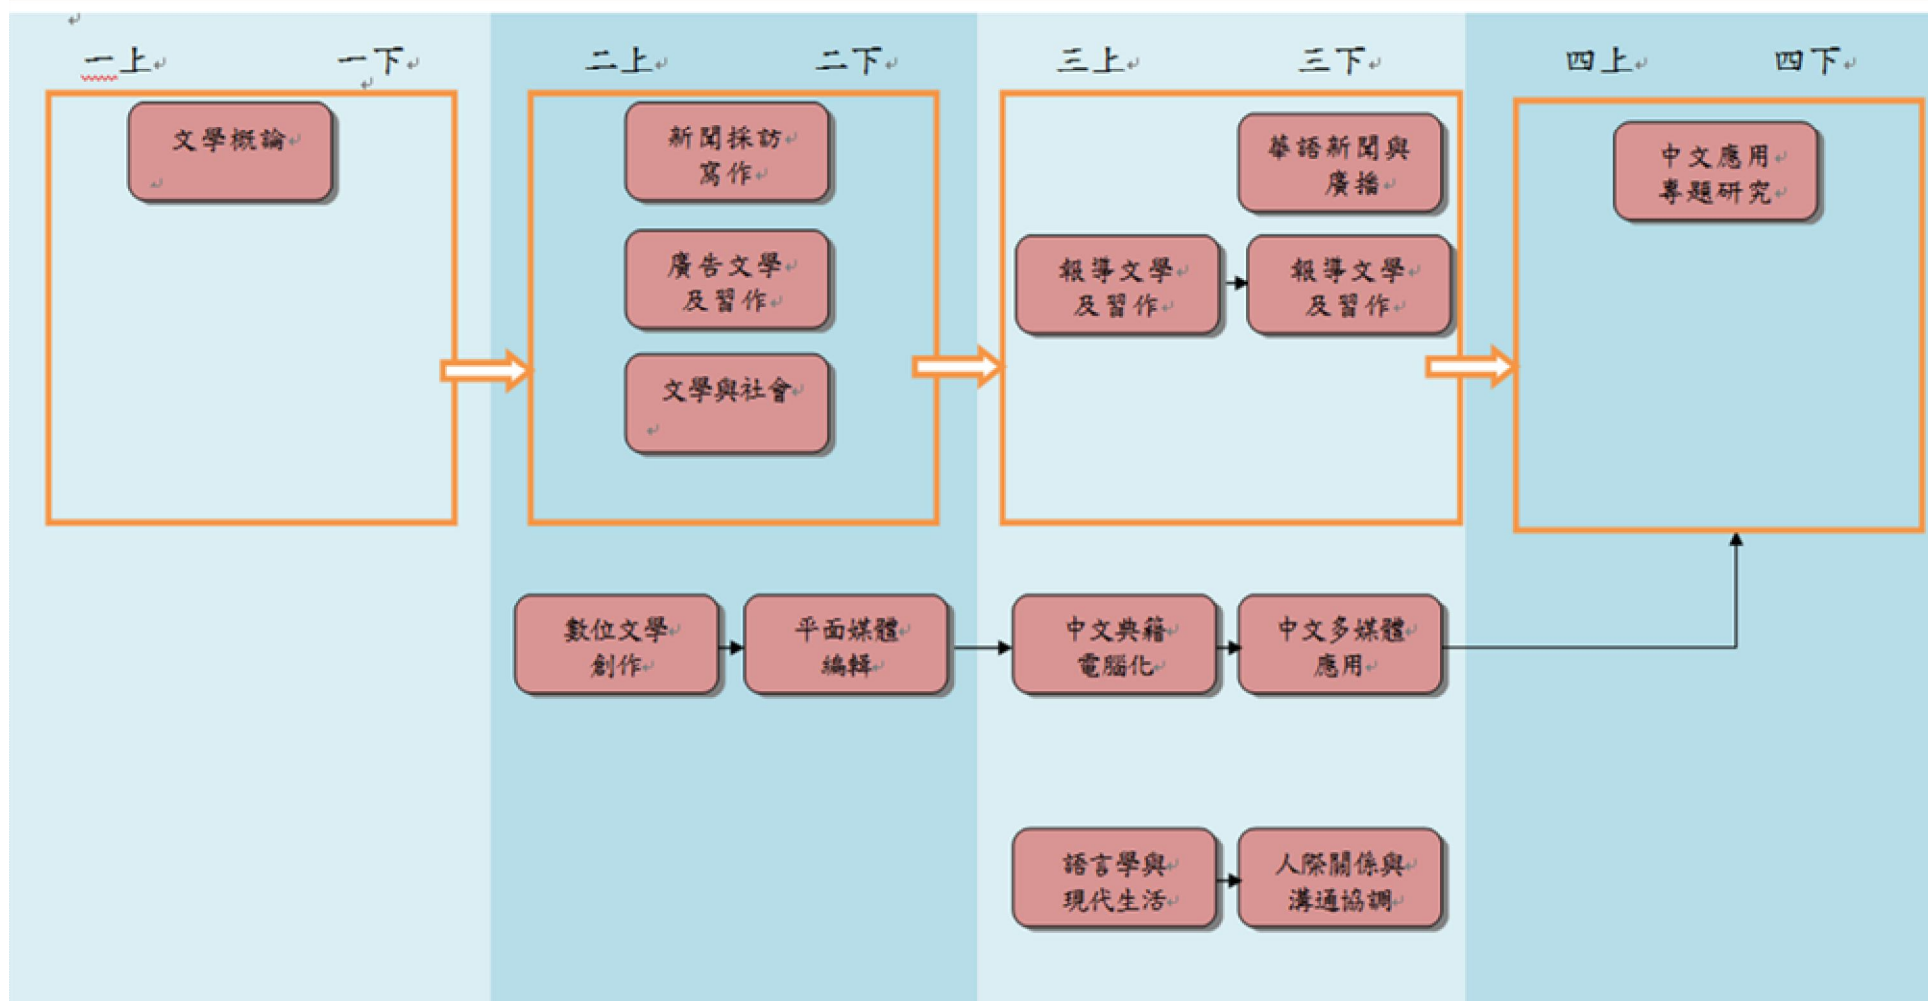 一上
一下
二上
二下
三上
三下
四上
四下
文學概論
新聞採訪
寫作
廣告文學
及習作
文學與社會
華語新聞與
廣播
報導文學
及習作
報導文學
及習作
中文應用
專題研究
數位文學
創作
平面媒體
編輯
中文典籍
電腦化
中文多媒體
應用
語言學與
現代生活
人際關係與
溝通協調